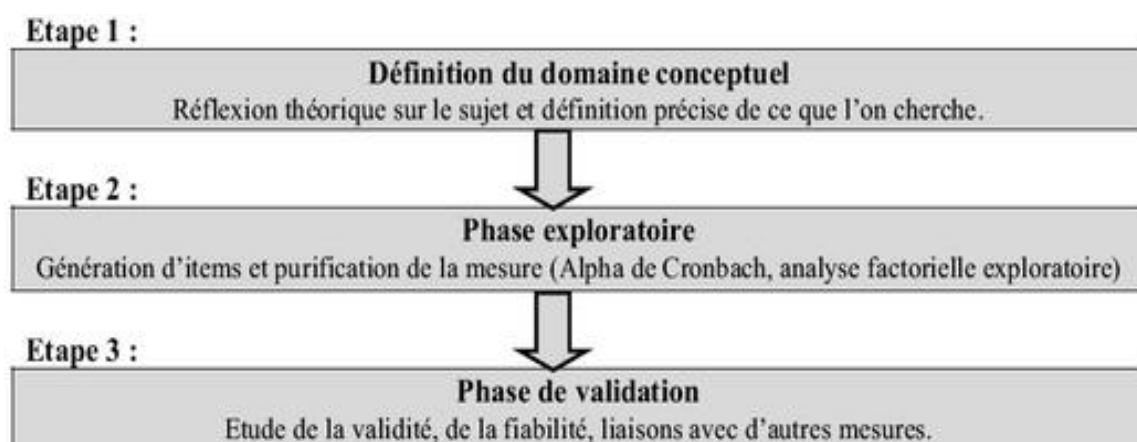 Etape 1 :
Définition du domaine conceptuel
Réflexion théorique sur le sujet et définition précise de ce que l’on cherche.
Etape 2 :
Phase exploratoire
Génération d’items et purification de la mesure (Alpha de Cronbach, analyse factorielle exploratoire)
Etape 3 :
Phase de validation
Etude de la validité, de la fiabilité, liaisons avec d’autres mesures.